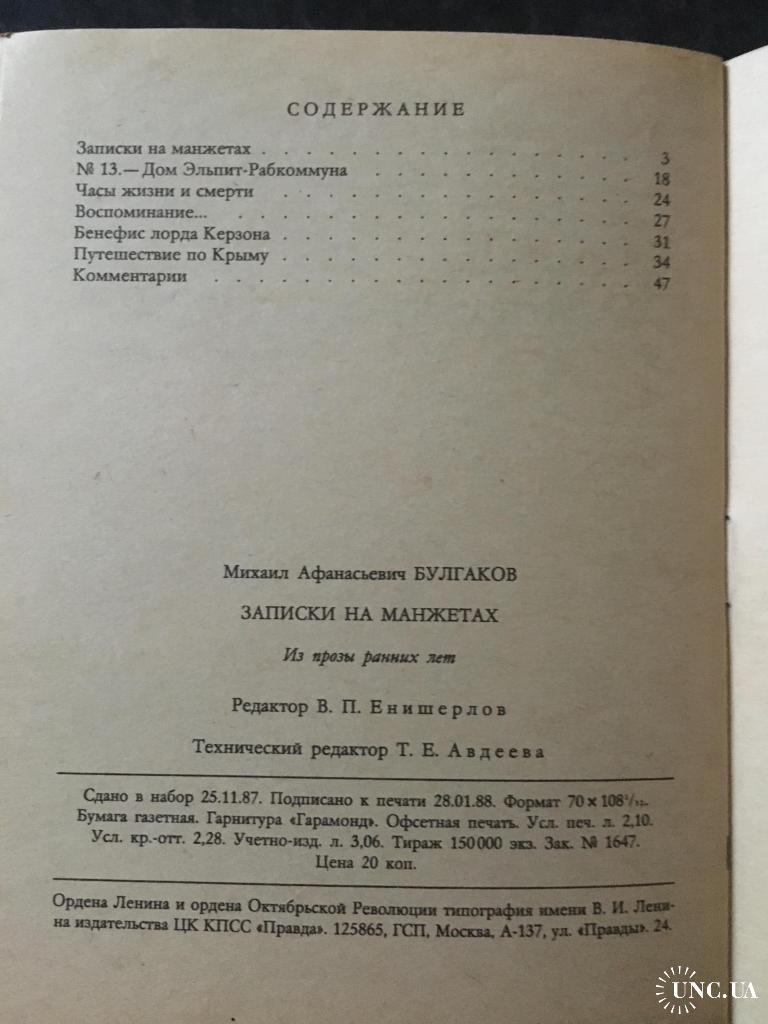 СОДЕРЖАНИЕ
Записки на манжетах . . . . . . . . . . . . . . . 3
№ 13.—Дом Эльпит-Рабкоммуна . . . . . . . . . . 18
Часы жизни и смерти . . . . . . . . . . . . . . 24
Воспоминание... . . . . . . . . . . . . . . . . 27
Бенефис лорда Керзона . . . . . . . . . . . . . . 31
Путешествие по Крыму . . . . . . . . . . . . . . 34
Комментарии . . . . . . . . . . . . . . . . . 47
Михаил Афанасьевич БУЛГАКОВ
ЗАПИСКИ НА МАНЖЕТАХ
Из прозы ранних лет
Редактор В. П. Енишерлов
Технический редактор Т. Е. Авдеева
Сдано в набор 25.11.87. Подписано к печати 28.01.88. Формат 70×108¹/₃₂.
Бумага газетная. Гарнитура «Гарамонд». Офсетная печать. Усл. печ. л. 2,10.
Усл. кр.-отт. 2,28. Учетно-изд. л. 3,06. Тираж 150000 экз. Зак. № 1647.
Цена 20 коп.
Ордена Ленина и ордена Октябрьской Революции типография имени В. И. Лени-
на издательства ЦК КПСС «Правда». 125865, ГСП, Москва, А-137, ул. «Правды». 24.
UNC.UA